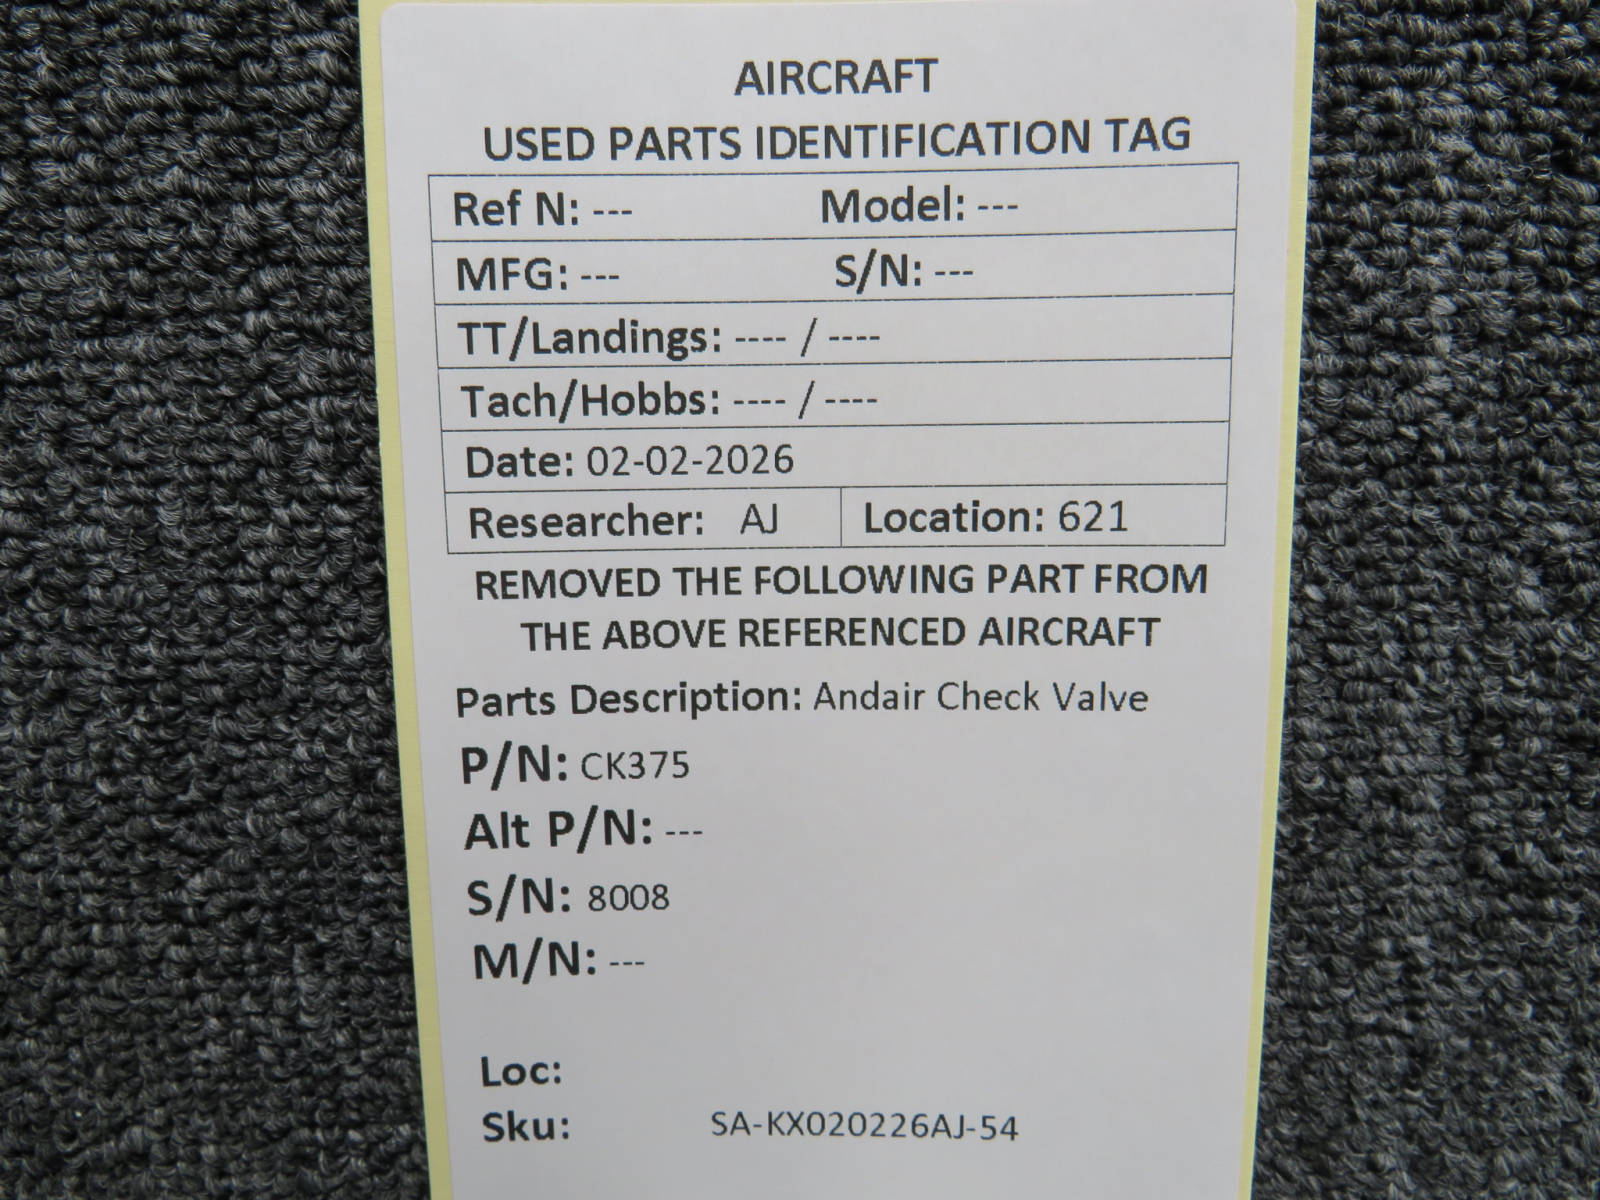 AIRCRAFT
USED PARTS IDENTIFICATION TAG
Ref N: --- Model: ---
MFG: --- S/N: ---
TT/Landings: ---- / ----
Tach/Hobbs: ---- / ----
Date: 02-02-2026
Researcher: AJ Location: 621
REMOVED THE FOLLOWING PART FROM
THE ABOVE REFERENCED AIRCRAFT
Parts Description: Andair Check Valve
P/N: CK375
Alt P/N: ---
S/N: 8008
M/N: ---
Loc:
Sku: SA-KX020226AJ-54